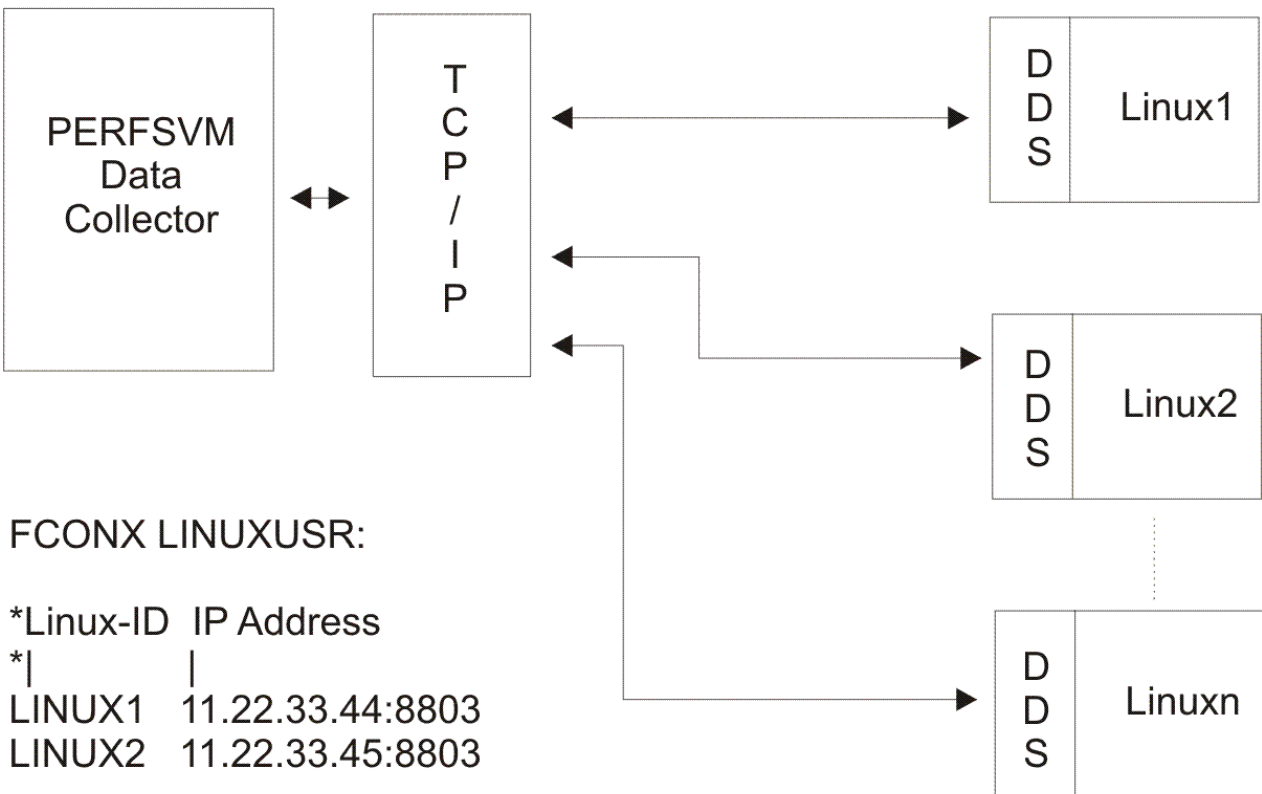 PERFSVM
Data
Collector
T
C
P
/
I
P
D
D
S
Linux1
D
D
S
Linux2
D
D
S
Linuxn
FCONX LINUXUSR:
*Linux-ID IP Address
*| |
LINUX1 11.22.33.44:8803
LINUX2 11.22.33.45:8803